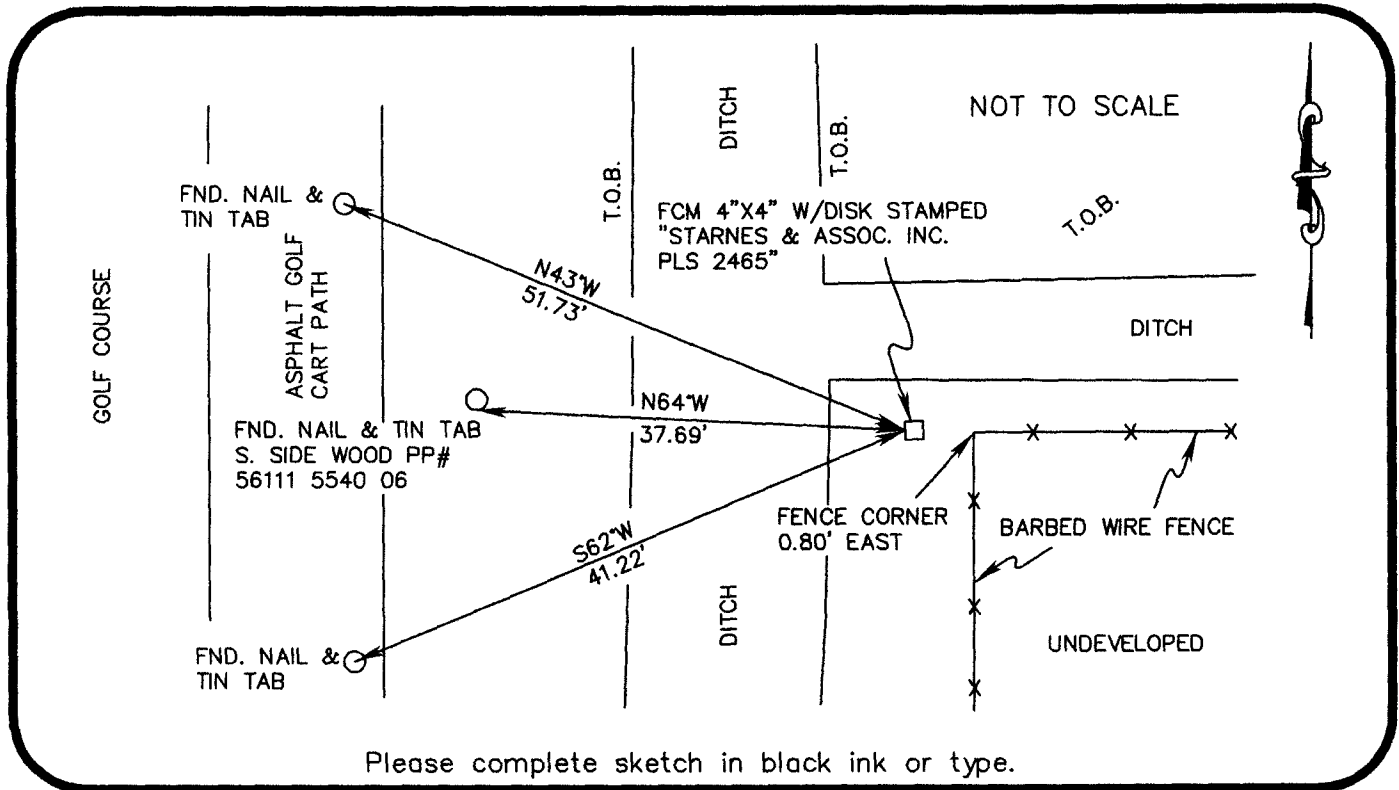 NOT TO SCALE
DITCH
T.O.B.
T.O.B.
T.O.B.
FND. NAIL &
TIN TAB
FCM 4"X4" W/DISK STAMPED
"STARNES & ASSOC. INC.
PLS 2465"
GOLF COURSE
ASPHALT GOLF
CART PATH
N43°W
51.73'
DITCH
N64°W
37.69'
FND. NAIL & TIN TAB
S. SIDE WOOD PP#
56111 5540 06
FENCE CORNER
0.80' EAST
BARBED WIRE FENCE
S62°W
41.22'
DITCH
UNDEVELOPED
FND. NAIL &
TIN TAB
Please complete sketch in black ink or type.